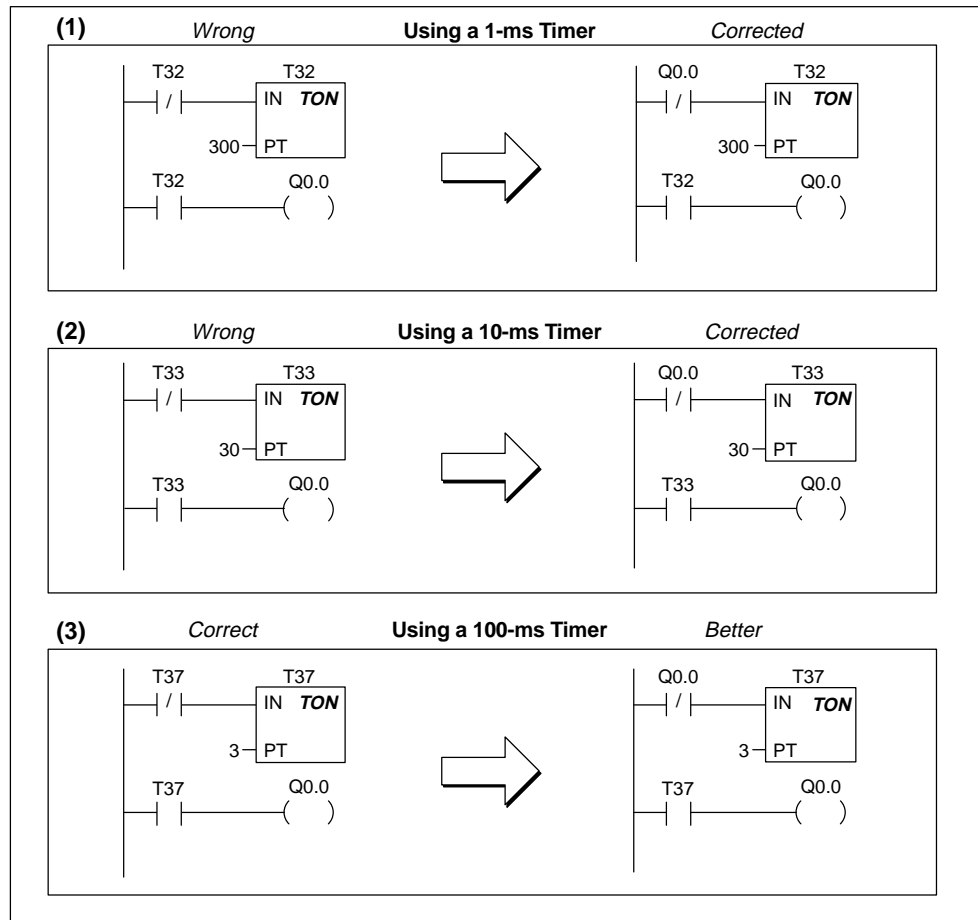 (1) Wrong Using a 1-ms Timer Corrected
T32 T32 Q0.0 T32
/ IN TON / IN TON
300 PT 300 PT
T32 Q0.0 T32 Q0.0
( ) ( )
(2) Wrong Using a 10-ms Timer Corrected
T33 T33 Q0.0 T33
/ IN TON / IN TON
30 PT 30 PT
T33 Q0.0 T33 Q0.0
( ) ( )
(3) Correct Using a 100-ms Timer Better
T37 T37 Q0.0 T37
/ IN TON / IN TON
3 PT 3 PT
T37 Q0.0 T37 Q0.0
( ) ( )